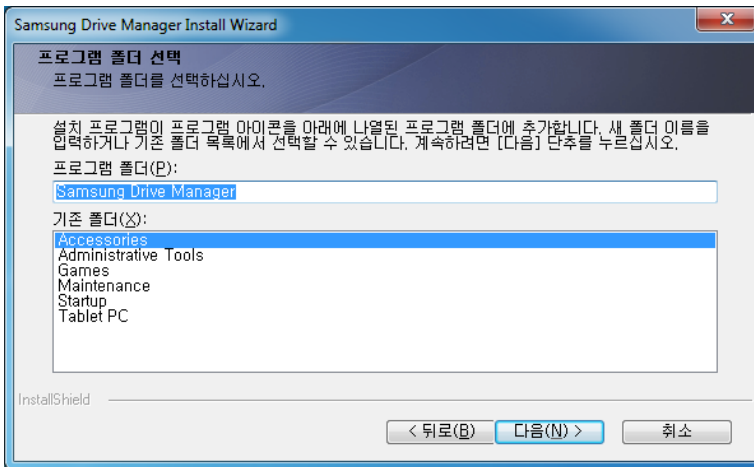 Samsung Drive Manager Install Wizard
프로그램 폴더 선택
프로그램 폴더를 선택하십시오.
설치 프로그램이 프로그램 아이콘을 아래에 나열된 프로그램 폴더에 추가합니다. 새 폴더 이름을
입력하거나 기존 폴더 목록에서 선택할 수 있습니다. 계속하려면 [다음] 단추를 누르십시오.
프로그램 폴더(P):
Samsung Drive Manager
기존 폴더(X):
Accessories
Administrative Tools
Games
Maintenance
Startup
Tablet PC
InstallShield
< 뒤로(B) 다음(N) > 취소